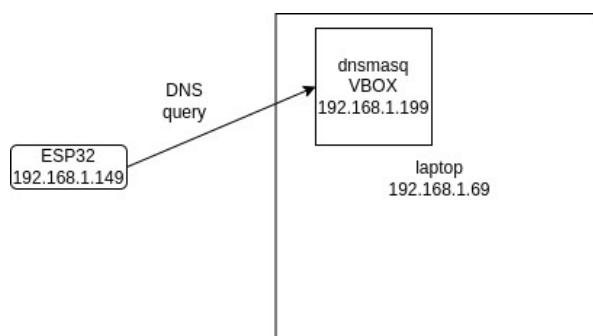 dnsmasq
VBOX
192.168.1.199
DNS
query
ESP32
192.168.1.149
laptop
192.168.1.69